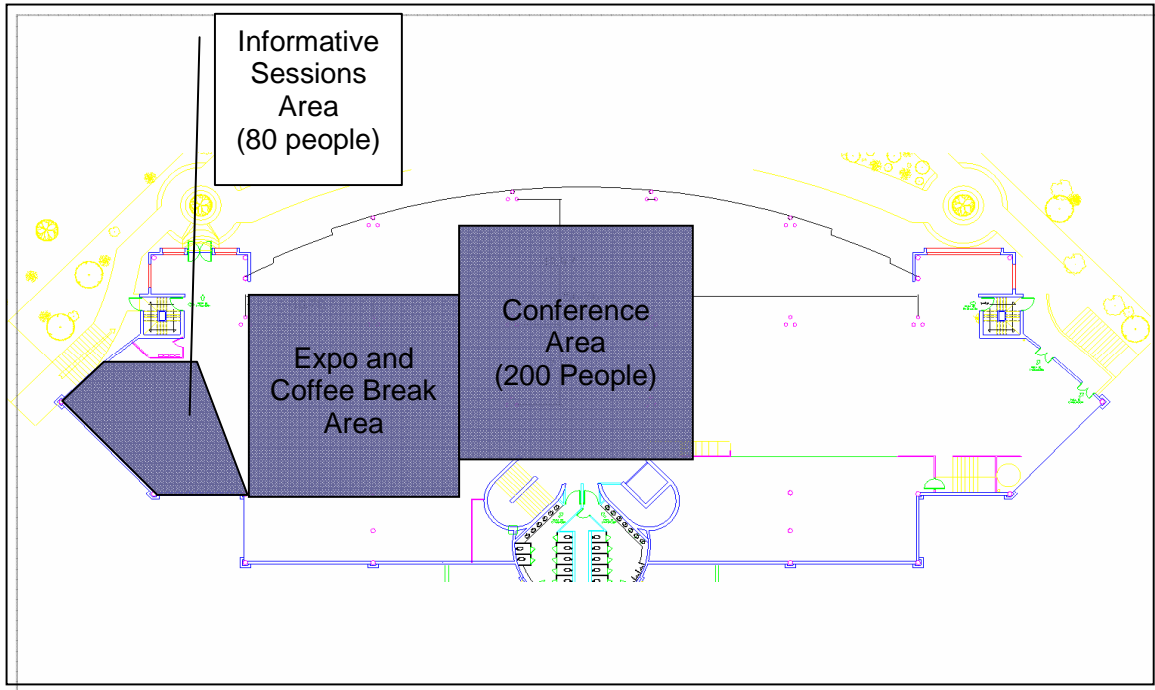 Informative
Sessions
Area
(80 people)
Conference
Area
(200 People)
Expo and
Coffee Break
Area